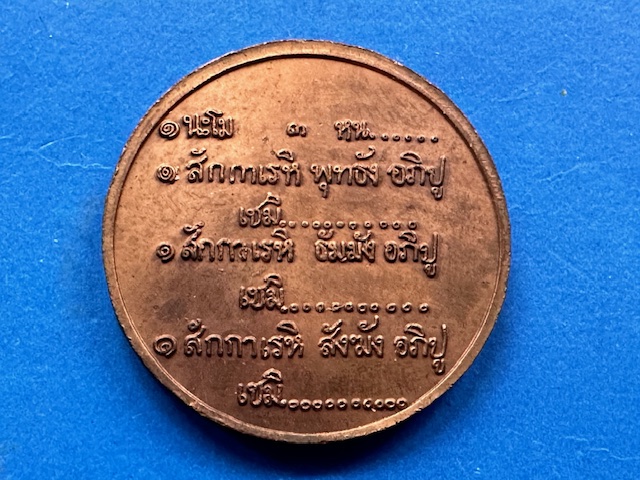 ๑ นะโม ๓ หน.....
๑ สักกาเรหิ พุทธัง อภิปู
เชมิ..........
๑ สักกาเรหิ ธัมมัง อภิปู
เชมิ..........
๑ สักกาเรหิ สังฆัง อภิปู
เชมิ..........